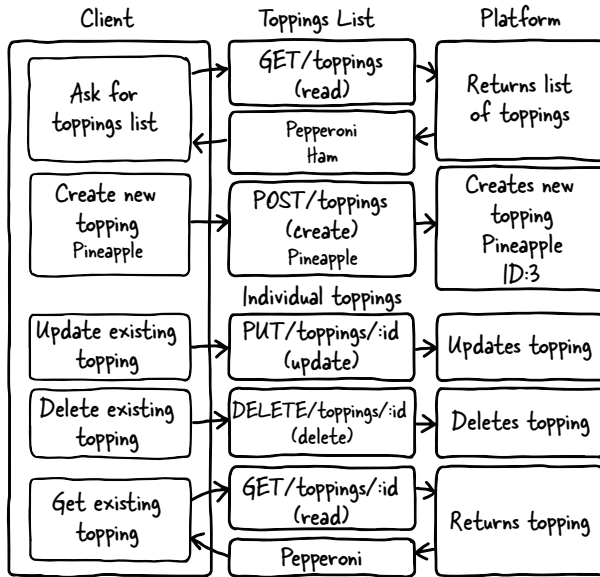 Client
Toppings List
Platform
Ask for
toppings list
GET/toppings
(read)
Returns list
of toppings
Pepperoni
Ham
Create new
topping
Pineapple
POST/toppings
(create)
Pineapple
Creates new
topping
Pineapple
ID:3
Individual toppings
Update existing
topping
PUT/toppings/:id
(update)
Updates topping
Delete existing
topping
DELETE/toppings/:id
(delete)
Deletes topping
Get existing
topping
GET/toppings/:id
(read)
Returns topping
Pepperoni